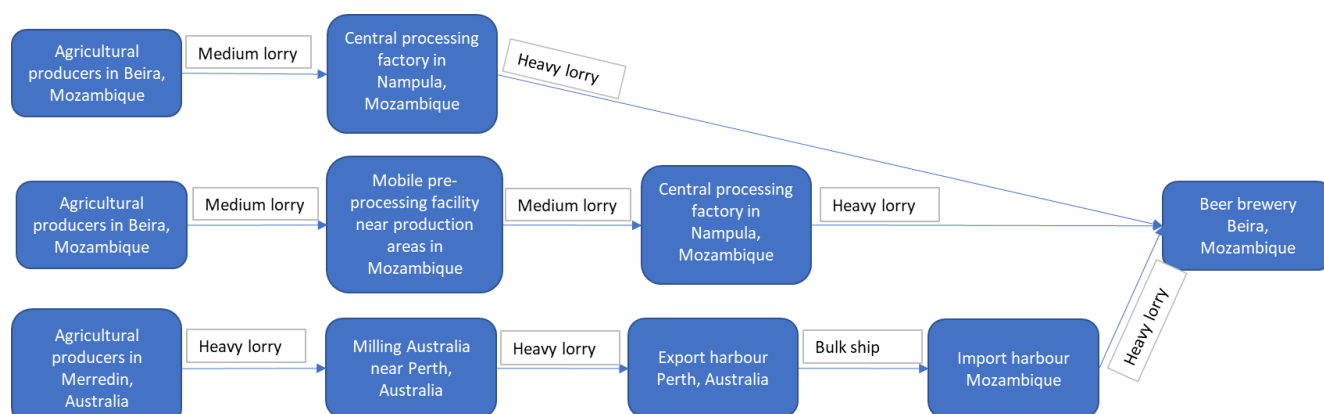 Agricultural
producers in Beira,
Mozambique
Medium lorry
Central processing
factory in
Nampula,
Mozambique
Heavy lorry
Agricultural
producers in Beira,
Mozambique
Medium lorry
Mobile pre-
processing facility
near production
areas in
Mozambique
Medium lorry
Central processing
factory in
Nampula,
Mozambique
Heavy lorry
Beer brewery
Beira,
Mozambique
Agricultural
producers in
Merredin,
Australia
Heavy lorry
Milling Australia
near Perth,
Australia
Heavy lorry
Export harbour
Perth, Australia
Bulk ship
Import harbour
Mozambique
Heavy lorry